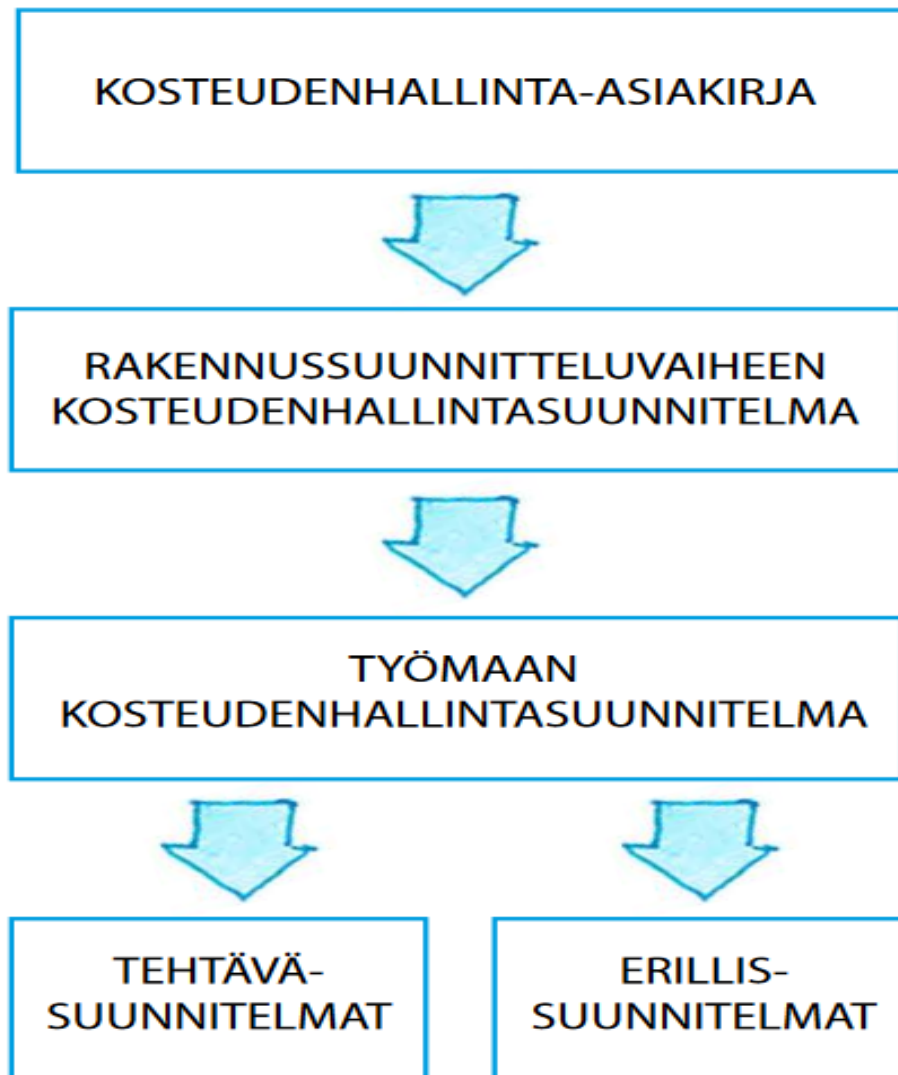 KOSTEUDENHALLINTA-ASIAKIRJA
RAKENNUSSUUNNITTELUVAIHEEN
KOSTEUDENHALLINTASUUNNITELMA
TYÖMAAN
KOSTEUDENHALLINTASUUNNITELMA
TEHTÄVÄ-
SUUNNITELMAT
ERILLIS-
SUUNNITELMAT